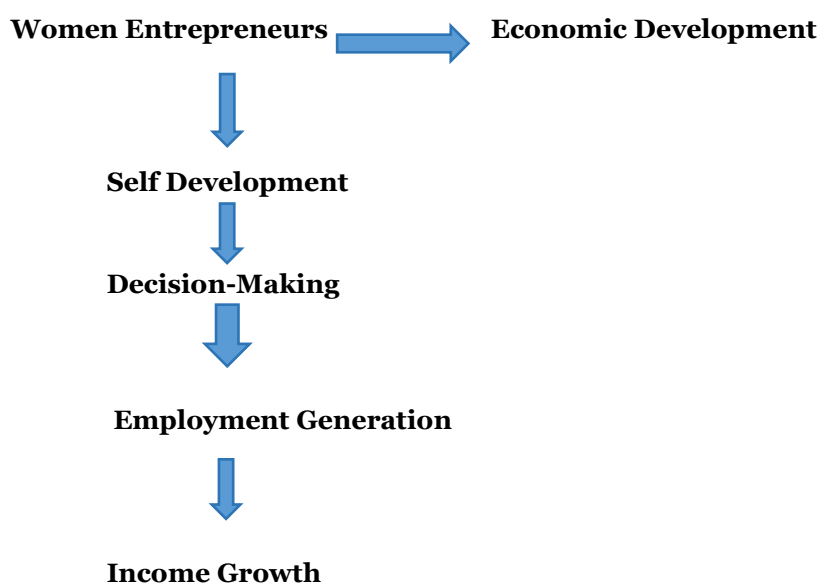 Women Entrepreneurs Economic Development
Self Development
Decision-Making
Employment Generation
Income Growth